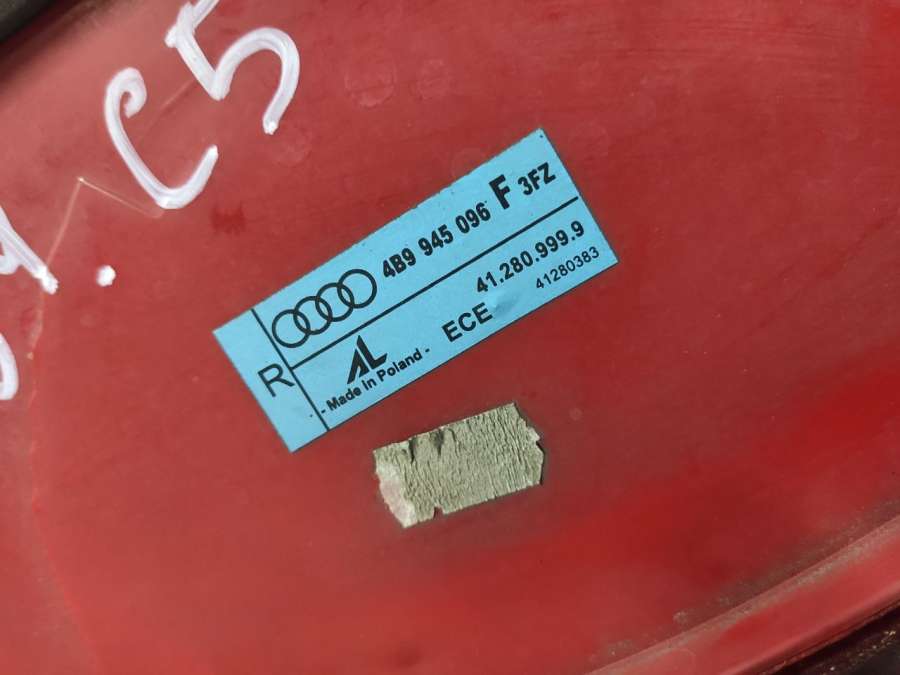 C5
4B9 945 096 F 3FZ
41.280.999.9
R
AL
ECE
41280383
- Made in Poland -